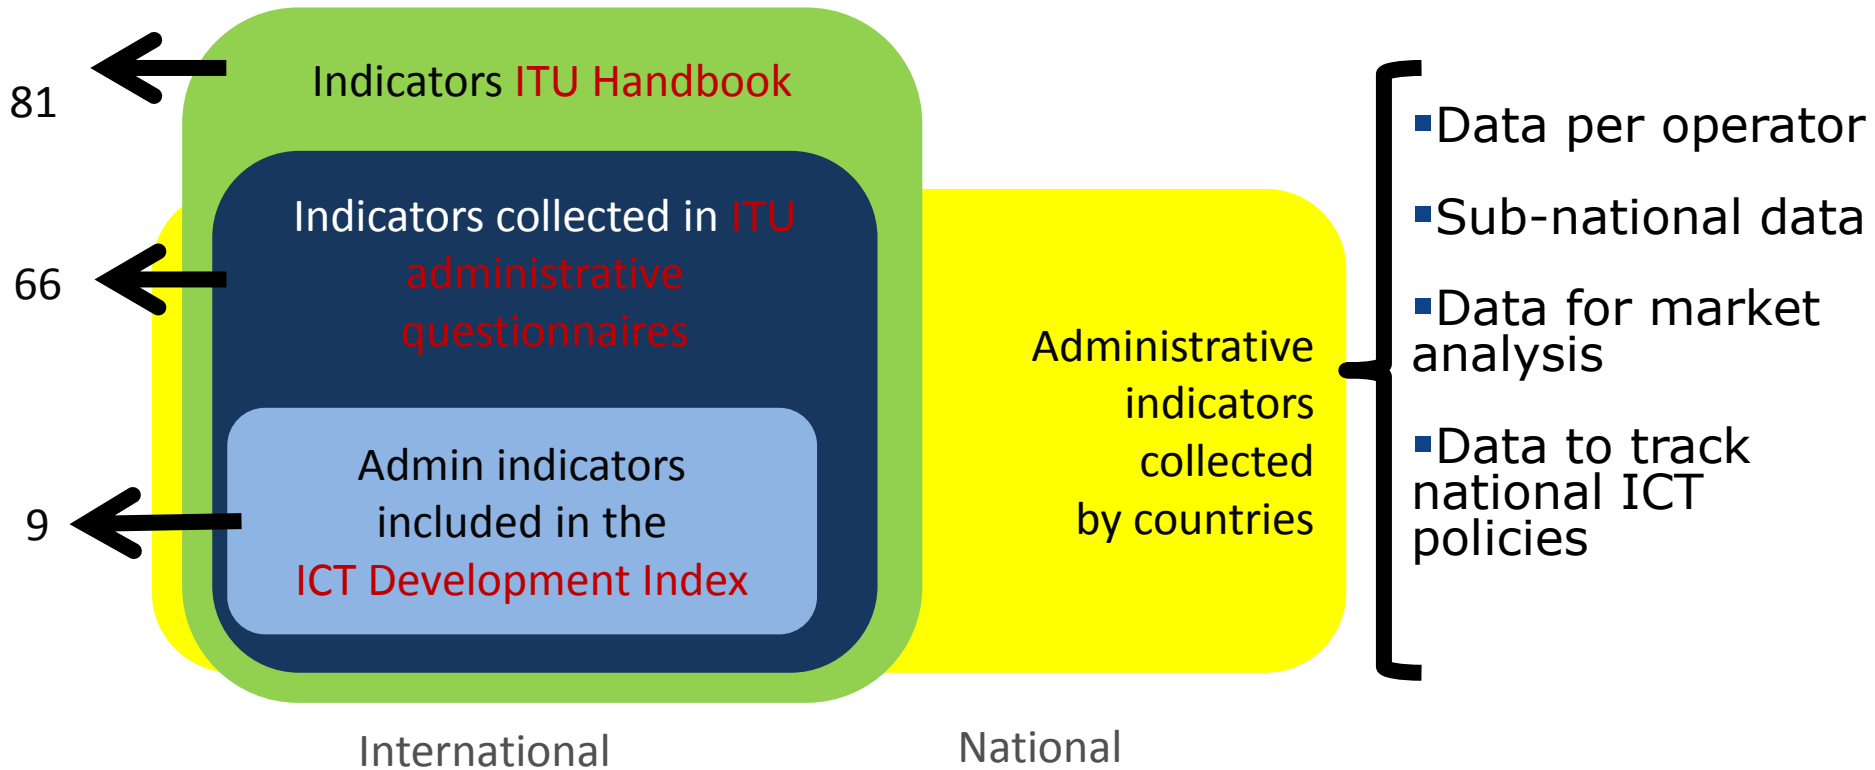 81
Indicators ITU Handbook
66
Indicators collected in ITU
administrative
questionnaires
9
Admin indicators
included in the
ICT Development Index
Administrative
indicators
collected
by countries
▪Data per operator
▪Sub-national data
▪Data for market
analysis
▪Data to track
national ICT
policies
International
National